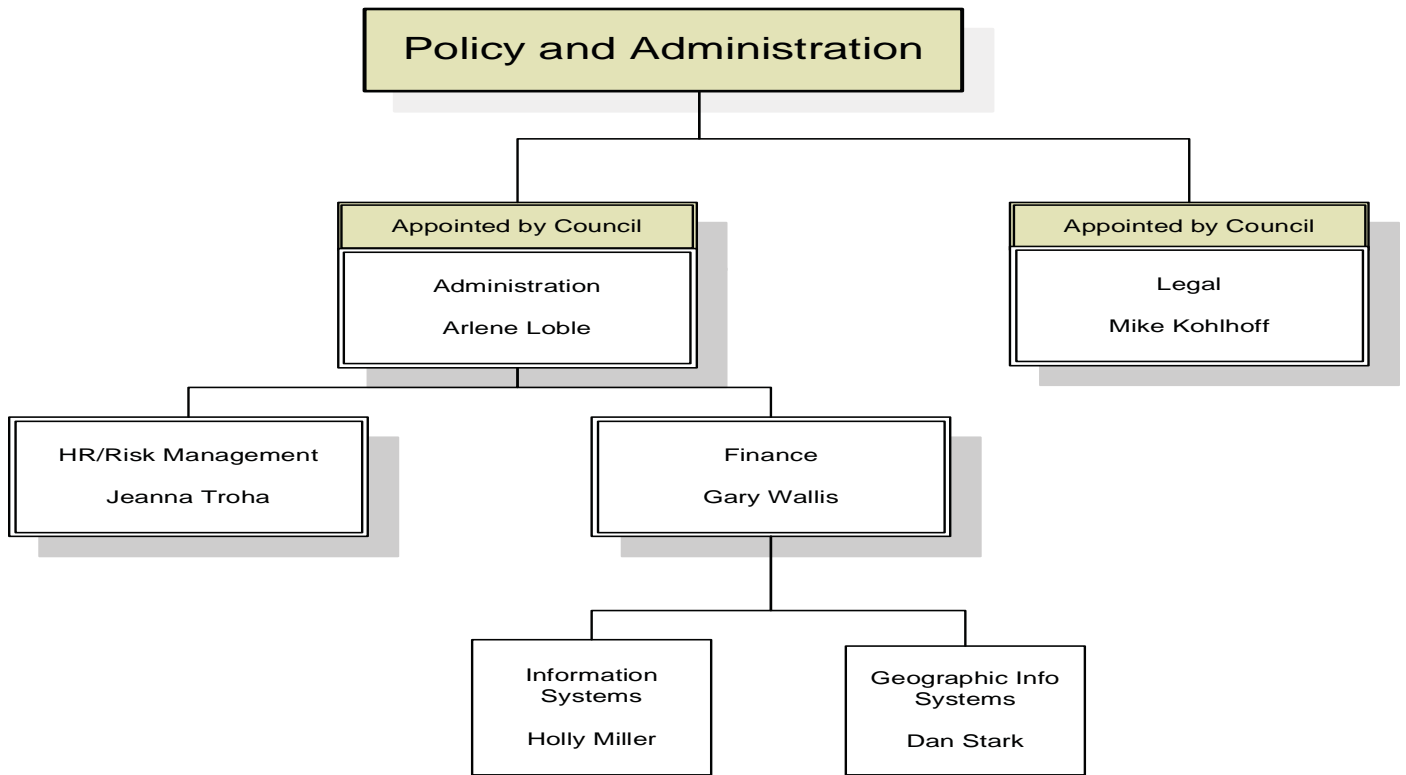 Policy and Administration
Appointed by Council
Administration
Arlene Loble
Appointed by Council
Legal
Mike Kohlhoff
HR/Risk Management
Jeanna Troha
Finance
Gary Wallis
Information
Systems
Holly Miller
Geographic Info
Systems
Dan Stark